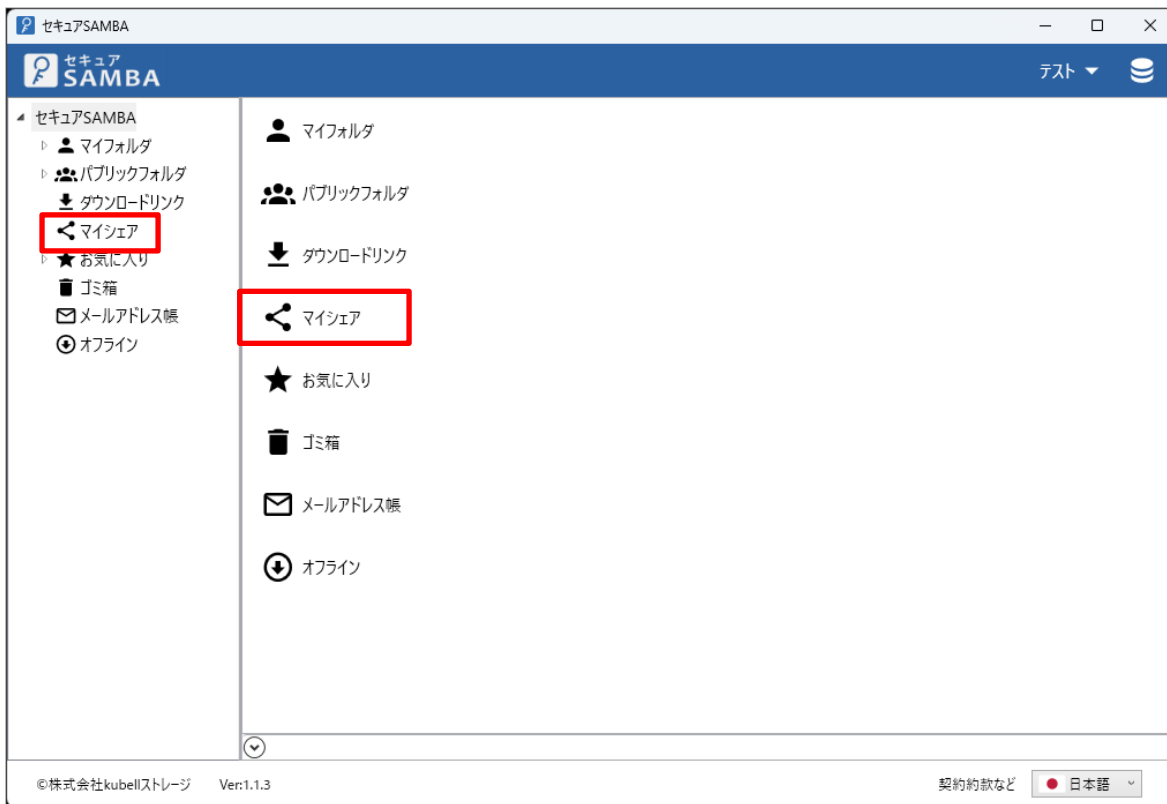 セキュアSAMBA
セキュア
SAMBA
テスト
セキュアSAMBA
マイフォルダ
パブリックフォルダ
ダウンロードリンク
マイシェア
お気に入り
ゴミ箱
メールアドレス帳
オフライン
マイフォルダ
パブリックフォルダ
ダウンロードリンク
マイシェア
お気に入り
ゴミ箱
メールアドレス帳
オフライン
©株式会社kubellストレージ Ver:1.1.3
契約約款など 日本語